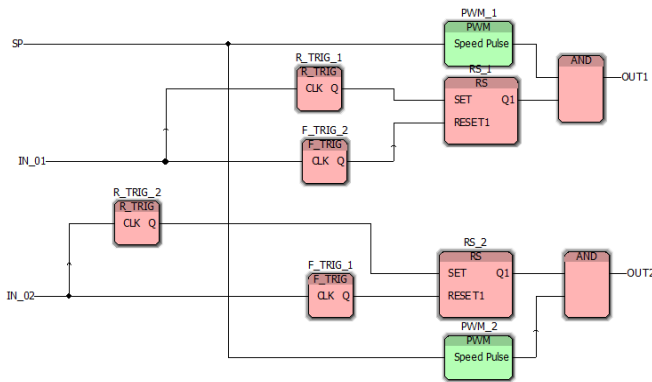 PWM_1
PWM
SP
Speed Pulse
R_TRIG_1
R_TRIG
CLK Q
RS_1
RS
SET Q1
RESET1
AND
OUT1
F_TRIG_2
F_TRIG
CLK Q
IN_01
R_TRIG_2
R_TRIG
CLK Q
RS_2
RS
SET Q1
RESET1
AND
OUT2
F_TRIG_1
F_TRIG
CLK Q
IN_02
PWM_2
PWM
Speed Pulse